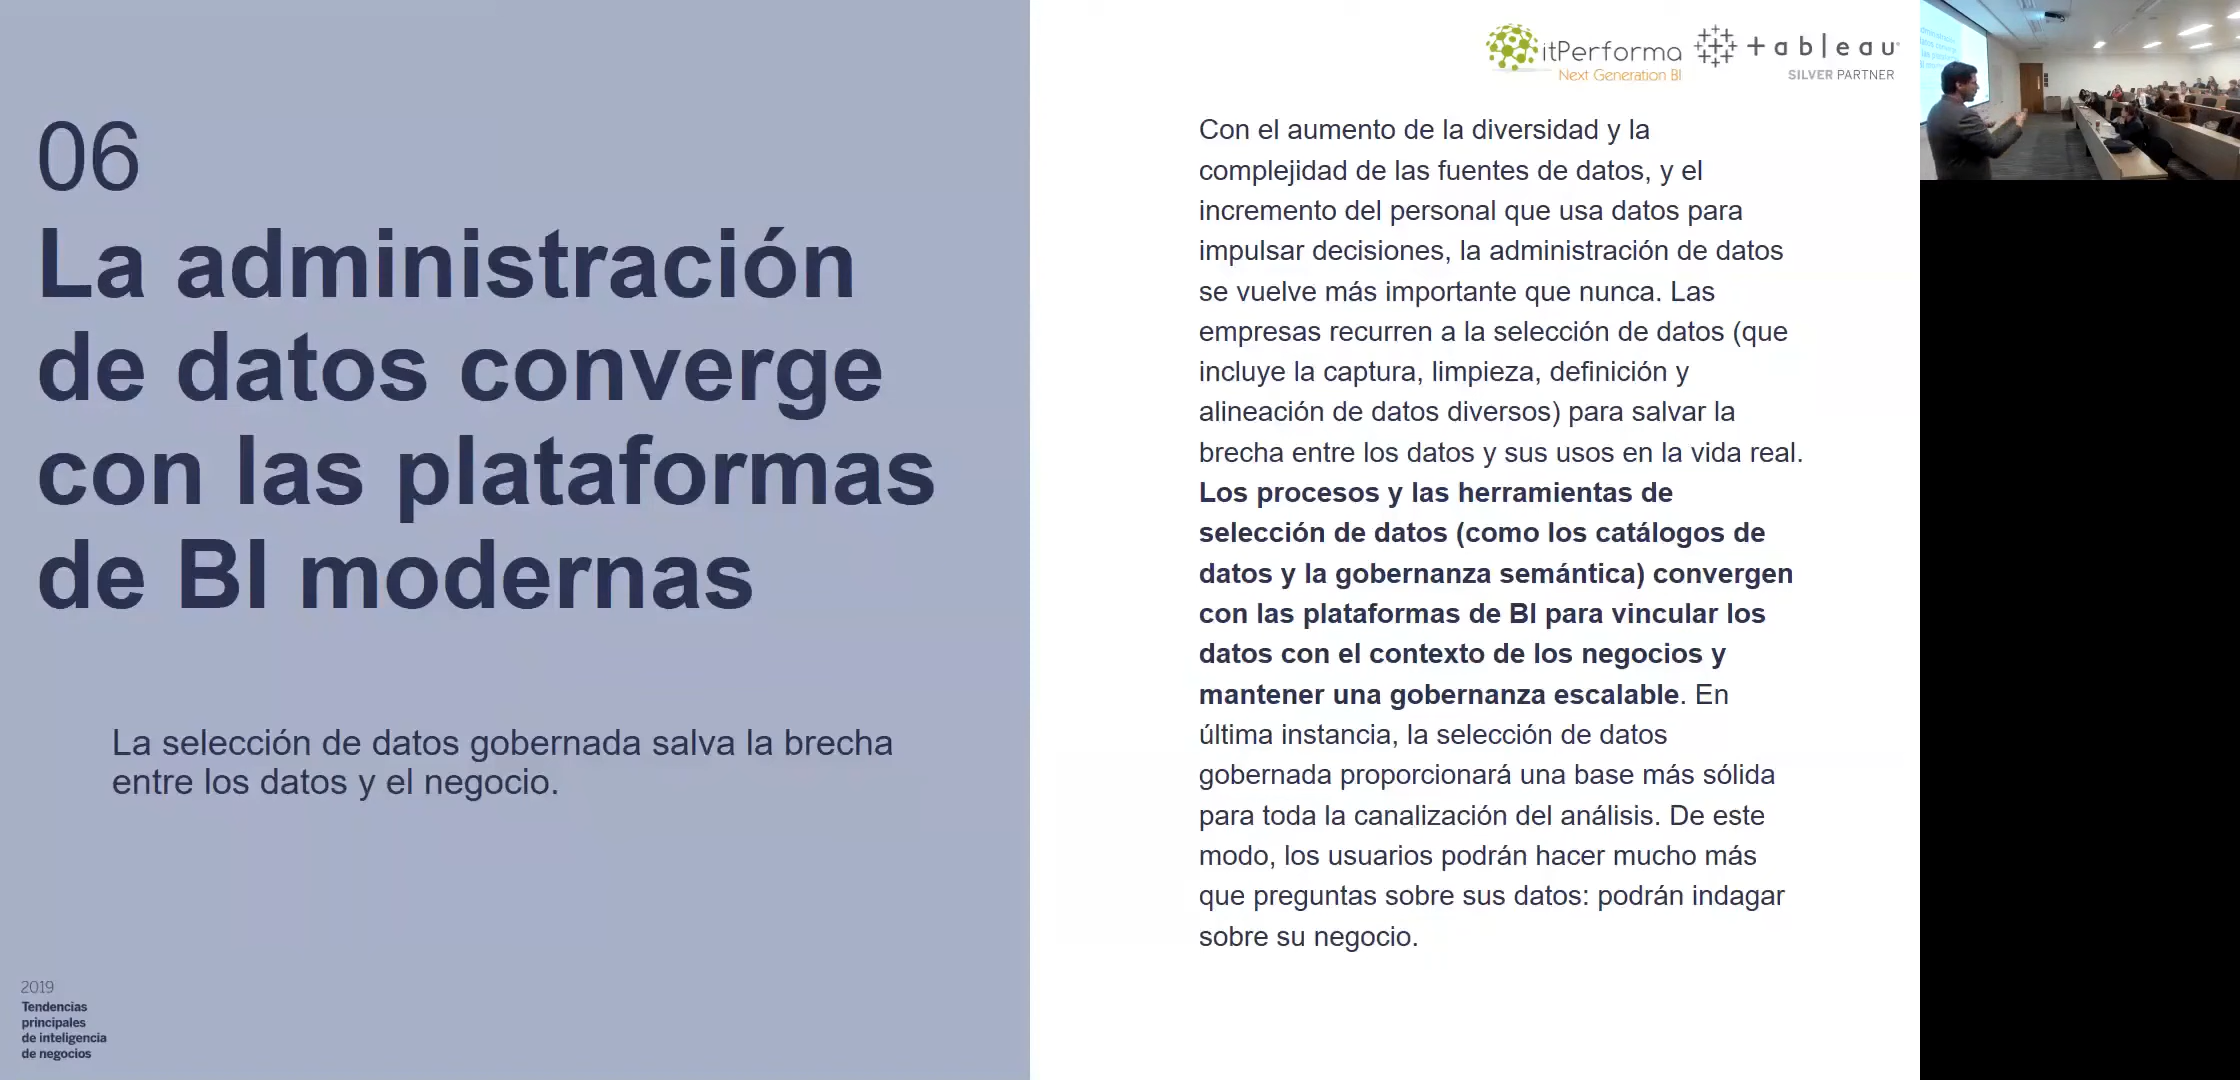 06
La administración
de datos converge
con las plataformas
de BI modernas
La selección de datos gobernada salva la brecha
entre los datos y el negocio.
2019
Tendencias
principales
de inteligencia
de negocios
itPerforma
Next Generation BI
+ableau
SILVER PARTNER
Con el aumento de la diversidad y la
complejidad de las fuentes de datos, y el
incremento del personal que usa datos para
impulsar decisiones, la administración de datos
se vuelve más importante que nunca. Las
empresas recurren a la selección de datos (que
incluye la captura, limpieza, definición y
alineación de datos diversos) para salvar la
brecha entre los datos y sus usos en la vida real.
Los procesos y las herramientas de
selección de datos (como los catálogos de
datos y la gobernanza semántica) convergen
con las plataformas de BI para vincular los
datos con el contexto de los negocios y
mantener una gobernanza escalable. En
última instancia, la selección de datos
gobernada proporcionará una base más sólida
para toda la canalización del análisis. De este
modo, los usuarios podrán hacer mucho más
que preguntas sobre sus datos: podrán indagar
sobre su negocio.